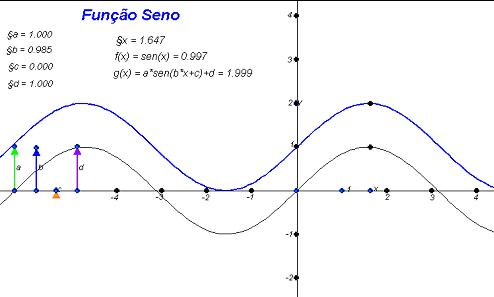 Função Seno
§a = 1.000
§b = 0.985
§c = 0.000
§d = 1.000
§x = 1.647
f(x) = sen(x) = 0.997
g(x) = a*sen(b*x+c)+d = 1.999
4
3
2
y
1
a
b
c
d
-4
-3
-2
-1
1
x
2
3
4
-1
-2